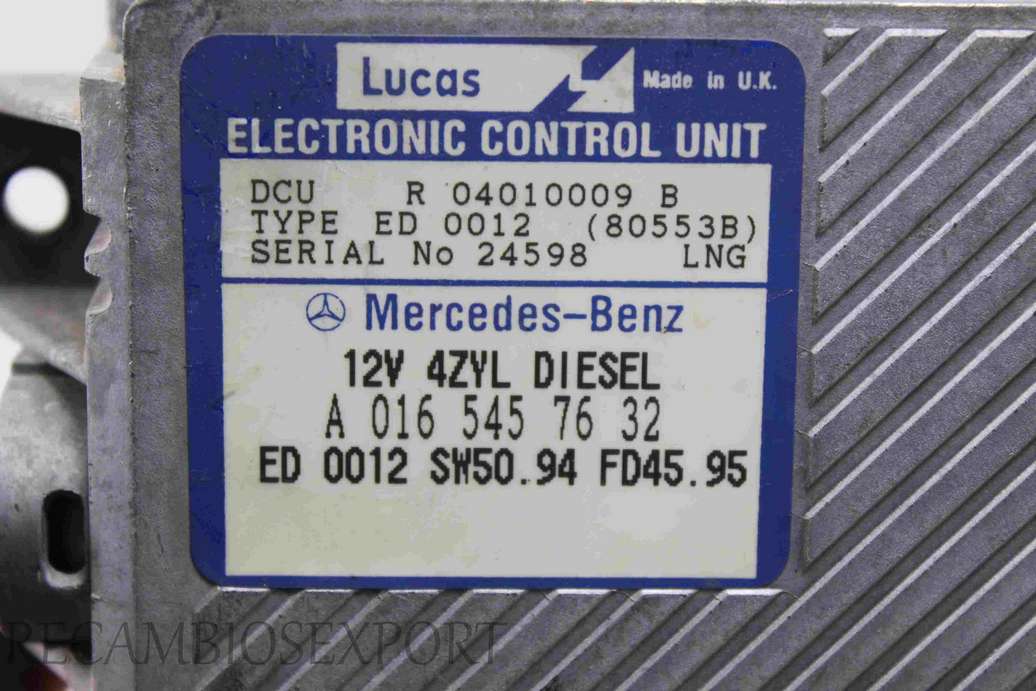 Lucas Made in U.K.
ELECTRONIC CONTROL UNIT
DCU R 04010009 B
TYPE ED 0012 (80553B)
SERIAL No 24598 LNG
Mercedes-Benz
12V 4ZYL DIESEL
A 016 545 76 32
ED 0012 SW50.94 FD45.95
RECAMBIOSEXPORT